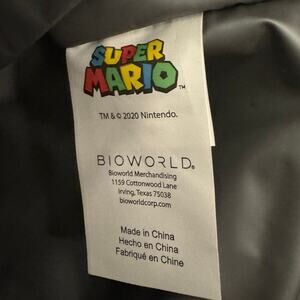 SUPER
MARIO™
TM & © 2020 Nintendo.
BIOWORLD®
Bioworld Merchandising
1159 Cottonwood Lane
Irving, Texas 75038
bioworldcorp.com
Made in China
Hecho en China
Fabriqué en Chine